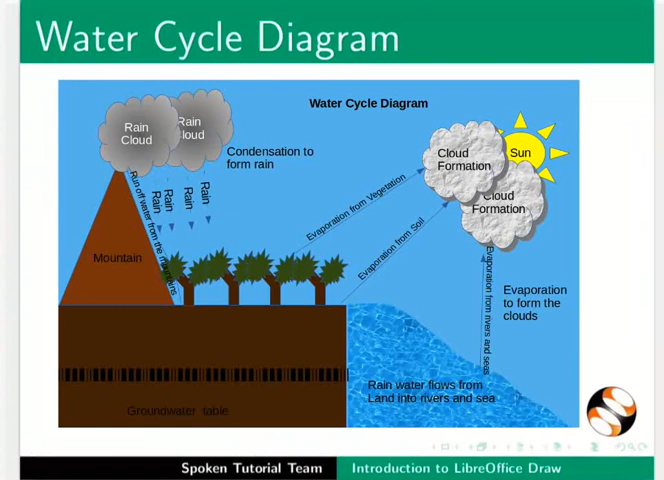 Water Cycle Diagram
Water Cycle Diagram
Rain
Cloud
Rain
loud
Condensation to
form rain
Cloud
Formation
Sun
Cloud
Formation
Run off water from the mountains
Rain
Rain
Rain
Rain
Evaporation from Vegetation
Evaporation from Soil
Evaporation from rivers and seas
Mountain
Evaporation
to form the
clouds
Rain water flows from
Land into rivers and sea
Groundwater table
Spoken Tutorial Team
Introduction to LibreOffice Draw